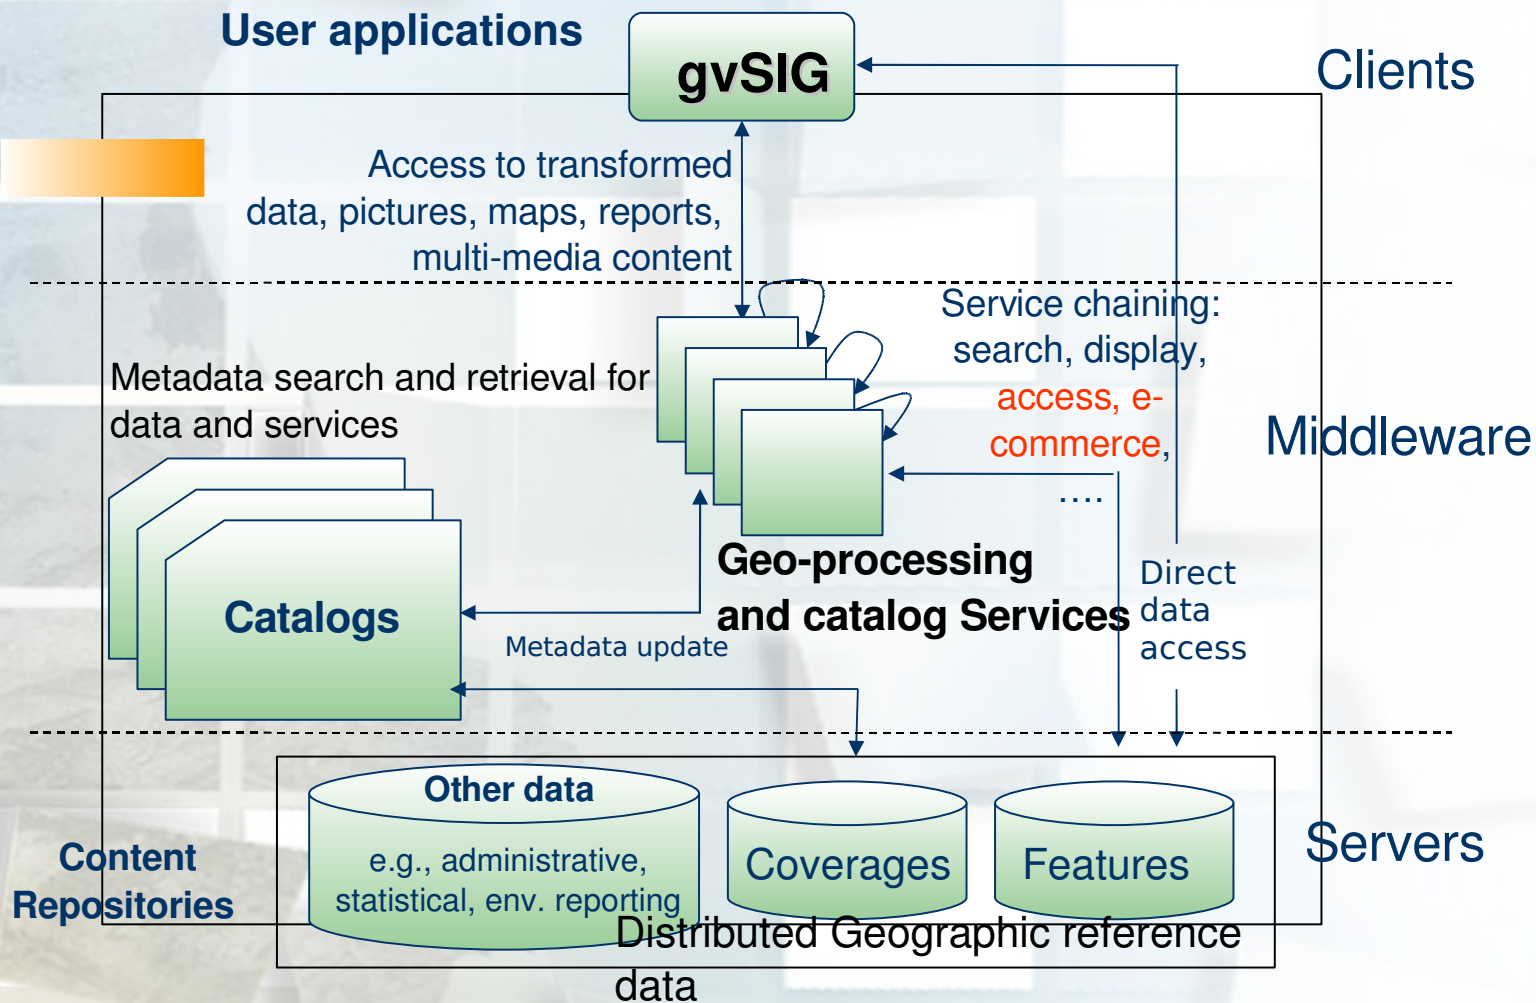 User applications
gvSIG
Clients
Access to transformed
data, pictures, maps, reports,
multi-media content
Service chaining:
search, display,
access, e-
commerce,
....
Metadata search and retrieval for
data and services
Middleware
Catalogs
Geo-processing
and catalog Services
Metadata update
Direct
data
access
Other data
e.g., administrative,
statistical, env. reporting
Coverages
Features
Servers
Content
Repositories
Distributed Geographic reference
data